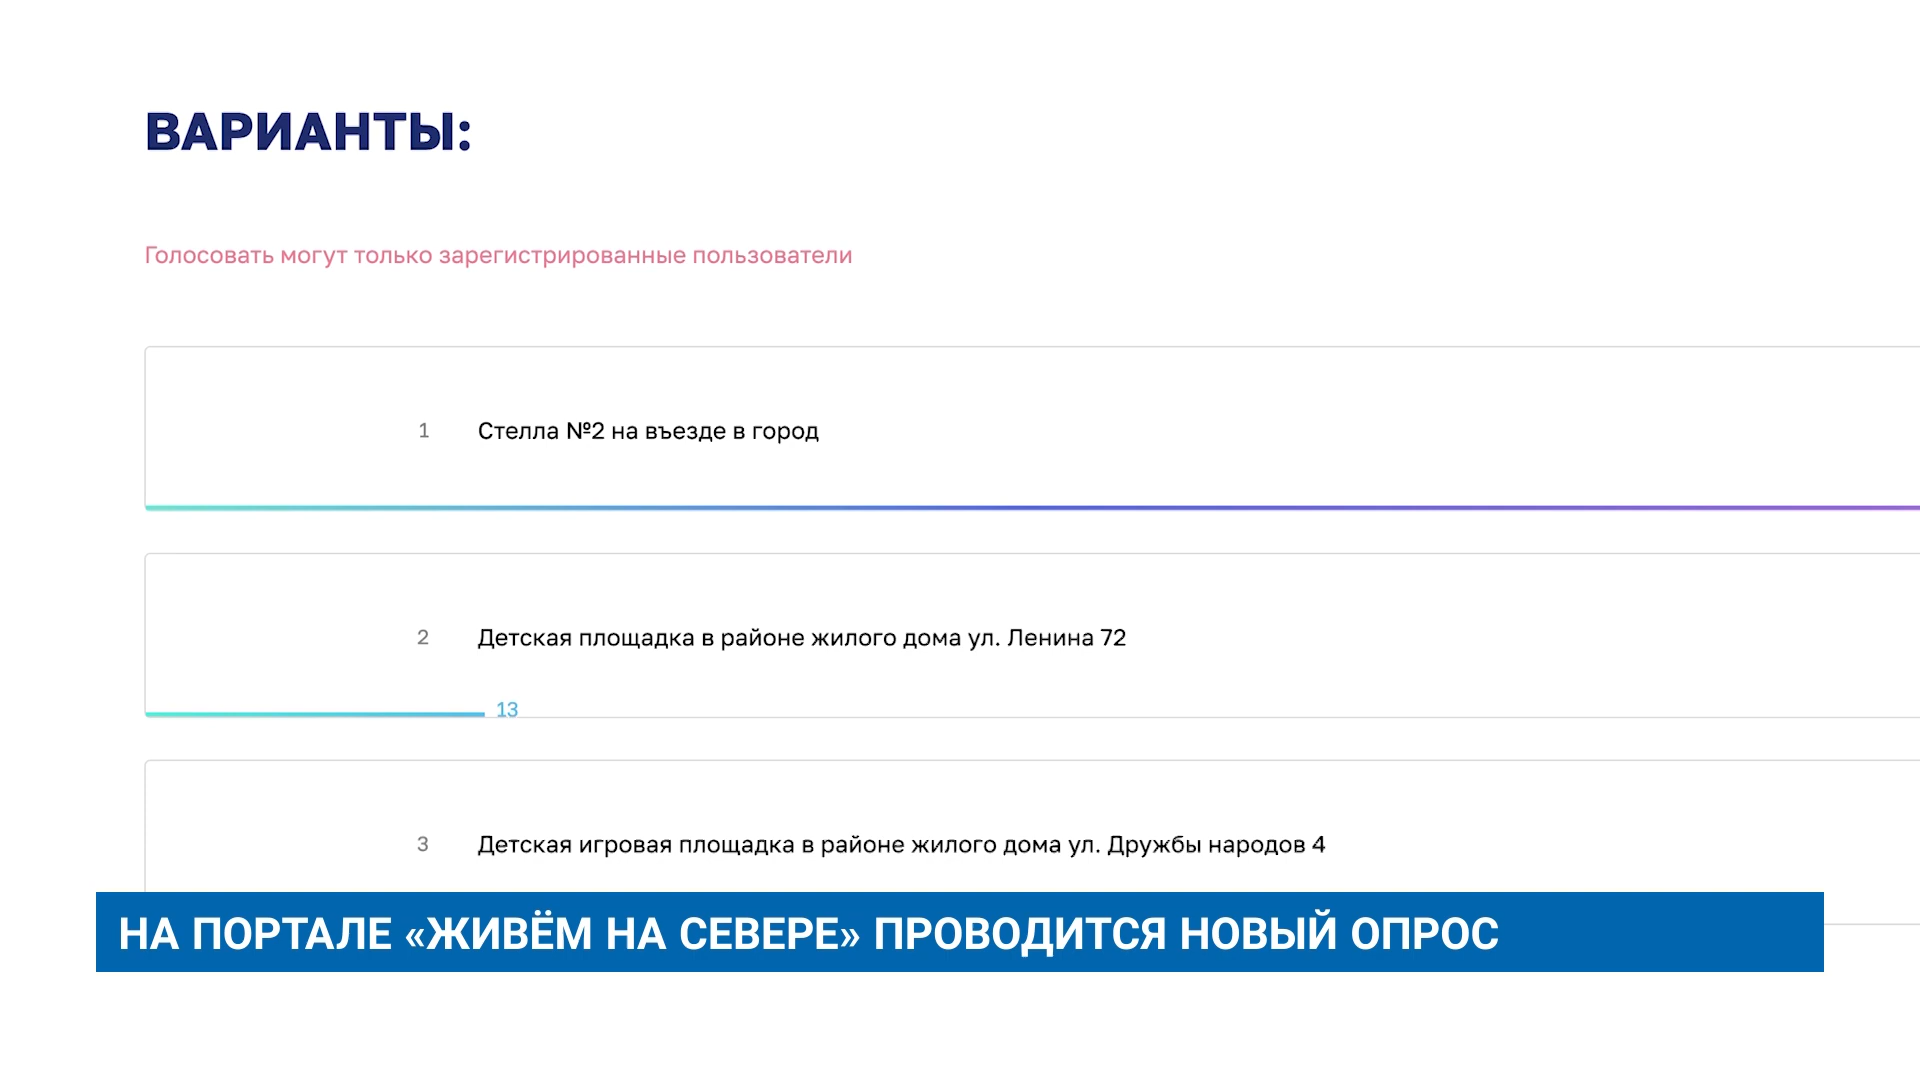 ВАРИАНТЫ:
Голосовать могут только зарегистрированные пользователи
1 Стелла №2 на въезде в город
2 Детская площадка в районе жилого дома ул. Ленина 72
13
3 Детская игровая площадка в районе жилого дома ул. Дружбы народов 4
НА ПОРТАЛЕ «ЖИВЁМ НА СЕВЕРЕ» ПРОВОДИТСЯ НОВЫЙ ОПРОС